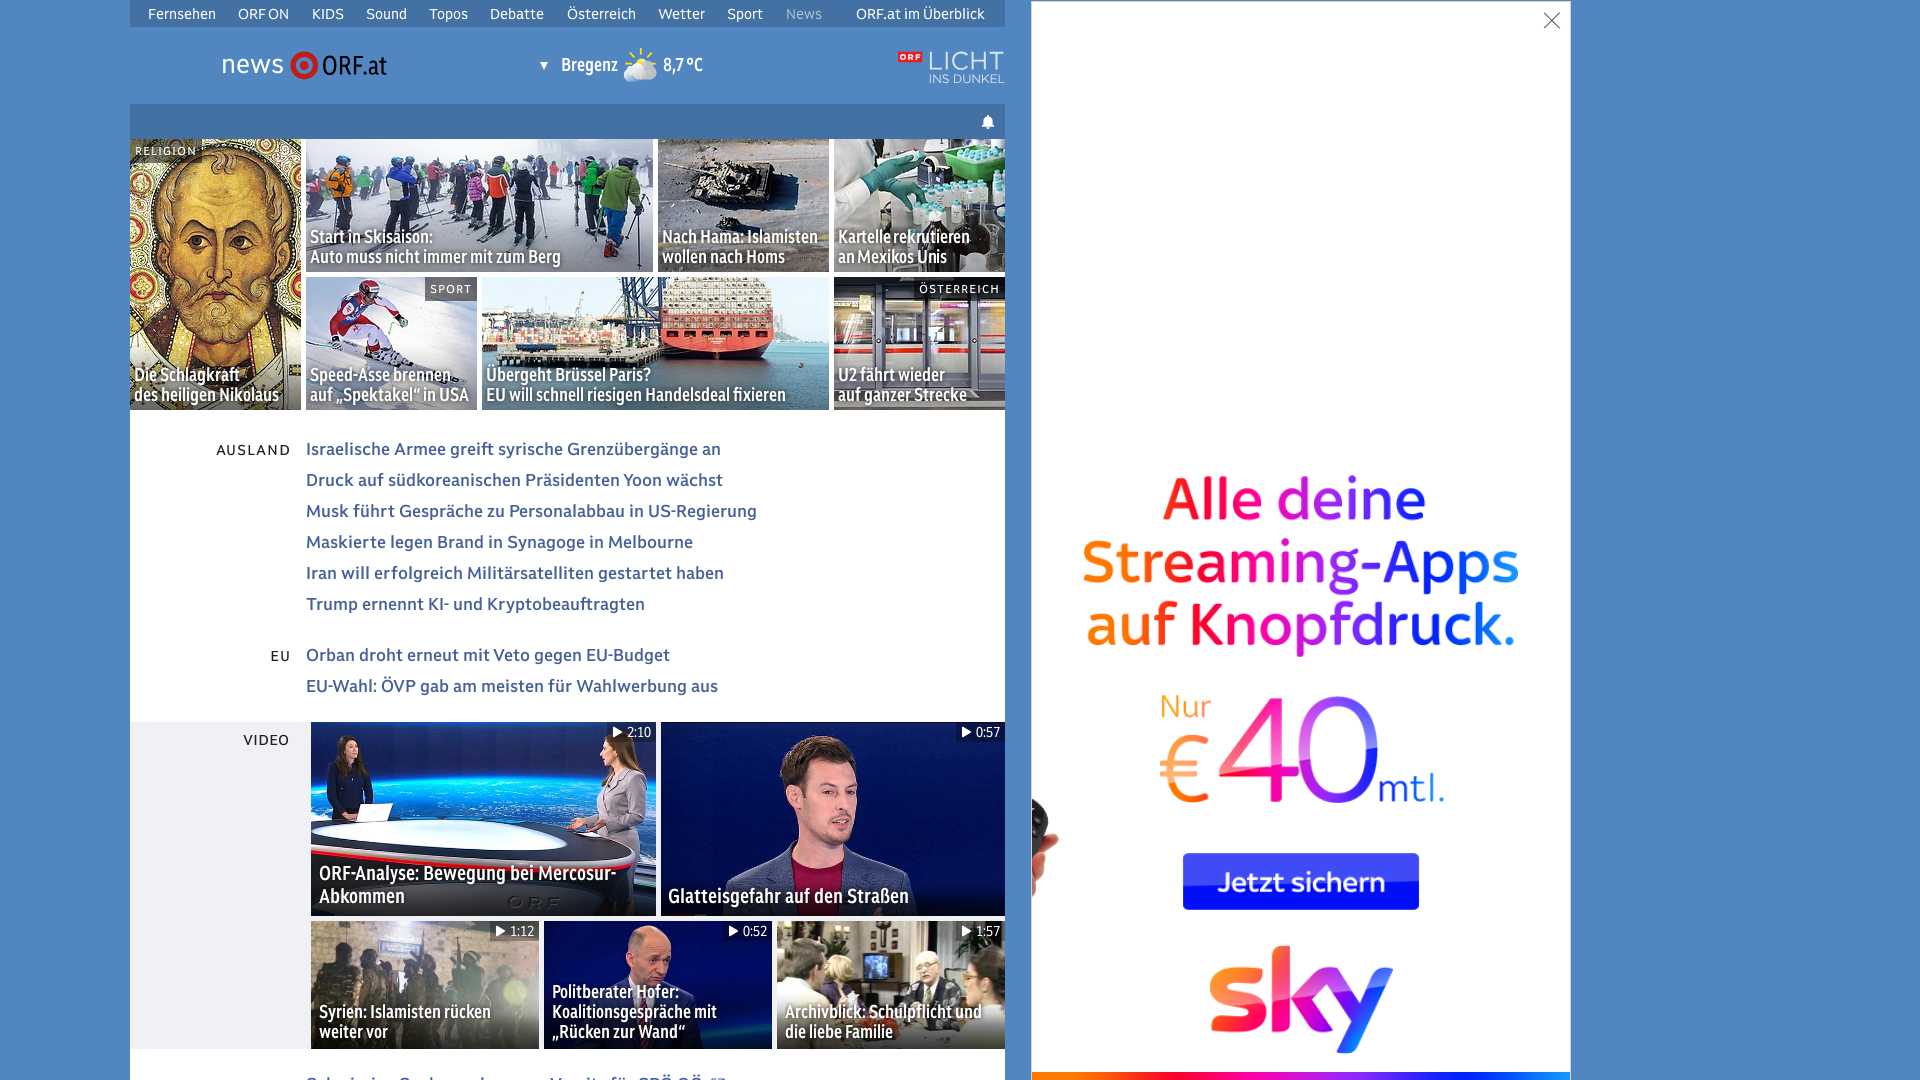 Fernsehen ORF ON KIDS Sound Topos Debatte Österreich Wetter Sport News ORF.at im Überblick
news ORF.at
Bregenz 8,7 °C
ORF LICHT
INS DUNKEL
RELIGION
Die Schlagkraft
des heiligen Nikolaus
Start in Skisaison:
Auto muss nicht immer mit zum Berg
Nach Hama: Islamisten
wollen nach Homs
Kartelle rekrutieren
an Mexikos Unis
SPORT
Speed-Asse brennen
auf „Spektakel“ in USA
Übergeht Brüssel Paris?
EU will schnell riesigen Handelsdeal fixieren
ÖSTERREICH
U2 fährt wieder
auf ganzer Strecke
AUSLAND
Israelische Armee greift syrische Grenzübergänge an
Druck auf südkoreanischen Präsidenten Yoon wächst
Musk führt Gespräche zu Personalabbau in US-Regierung
Maskierte legen Brand in Synagoge in Melbourne
Iran will erfolgreich Militärsatelliten gestartet haben
Trump ernennt KI- und Kryptobeauftragten
EU
Orban droht erneut mit Veto gegen EU-Budget
EU-Wahl: ÖVP gab am meisten für Wahlwerbung aus
VIDEO
2:10
ORF-Analyse: Bewegung bei Mercosur-
Abkommen
ORF
0:57
Glatteisgefahr auf den Straßen
1:12
Syrien: Islamisten rücken
weiter vor
0:52
Politberater Hofer:
Koalitionsgespräche mit
„Rücken zur Wand“
1:57
Archivblick: Schulpflicht und
die liebe Familie
Alle deine
Streaming-Apps
auf Knopfdruck.
Nur
€40 mtl.
Jetzt sichern
sky